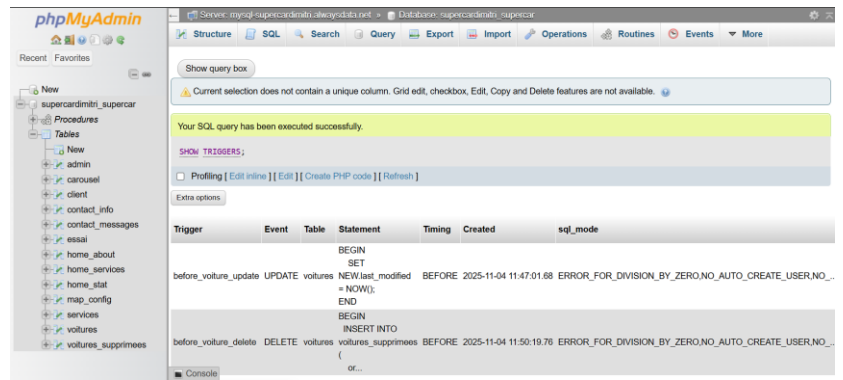 phpMyAdmin
Recent Favorites
New
supercardimitri_supercar
Procedures
Tables
New
admin
carousel
client
contact_info
contact_messages
essai
home_about
home_services
home_stat
map_config
services
voitures
voitures_supprimees
Server: mysql-supercardimitri.alwaysdata.net » Database: supercardimitri_supercar
Structure SQL Search Query Export Import Operations Routines Events More
Show query box
Current selection does not contain a unique column. Grid edit, checkbox, Edit, Copy and Delete features are not available.
Your SQL query has been executed successfully.
SHOW TRIGGERS;
Profiling [ Edit inline ] [ Edit ] [ Create PHP code ] [ Refresh ]
Extra options
Trigger Event Table Statement Timing Created sql_mode
BEGIN
SET
before_voiture_update UPDATE voitures NEW.last_modified BEFORE 2025-11-04 11:47:01.68 ERROR_FOR_DIVISION_BY_ZERO,NO_AUTO_CREATE_USER,NO_...
= NOW();
END
BEGIN
INSERT INTO
before_voiture_delete DELETE voitures voitures_supprimees BEFORE 2025-11-04 11:50:19.76 ERROR_FOR_DIVISION_BY_ZERO,NO_AUTO_CREATE_USER,NO_...
(
or...
Console